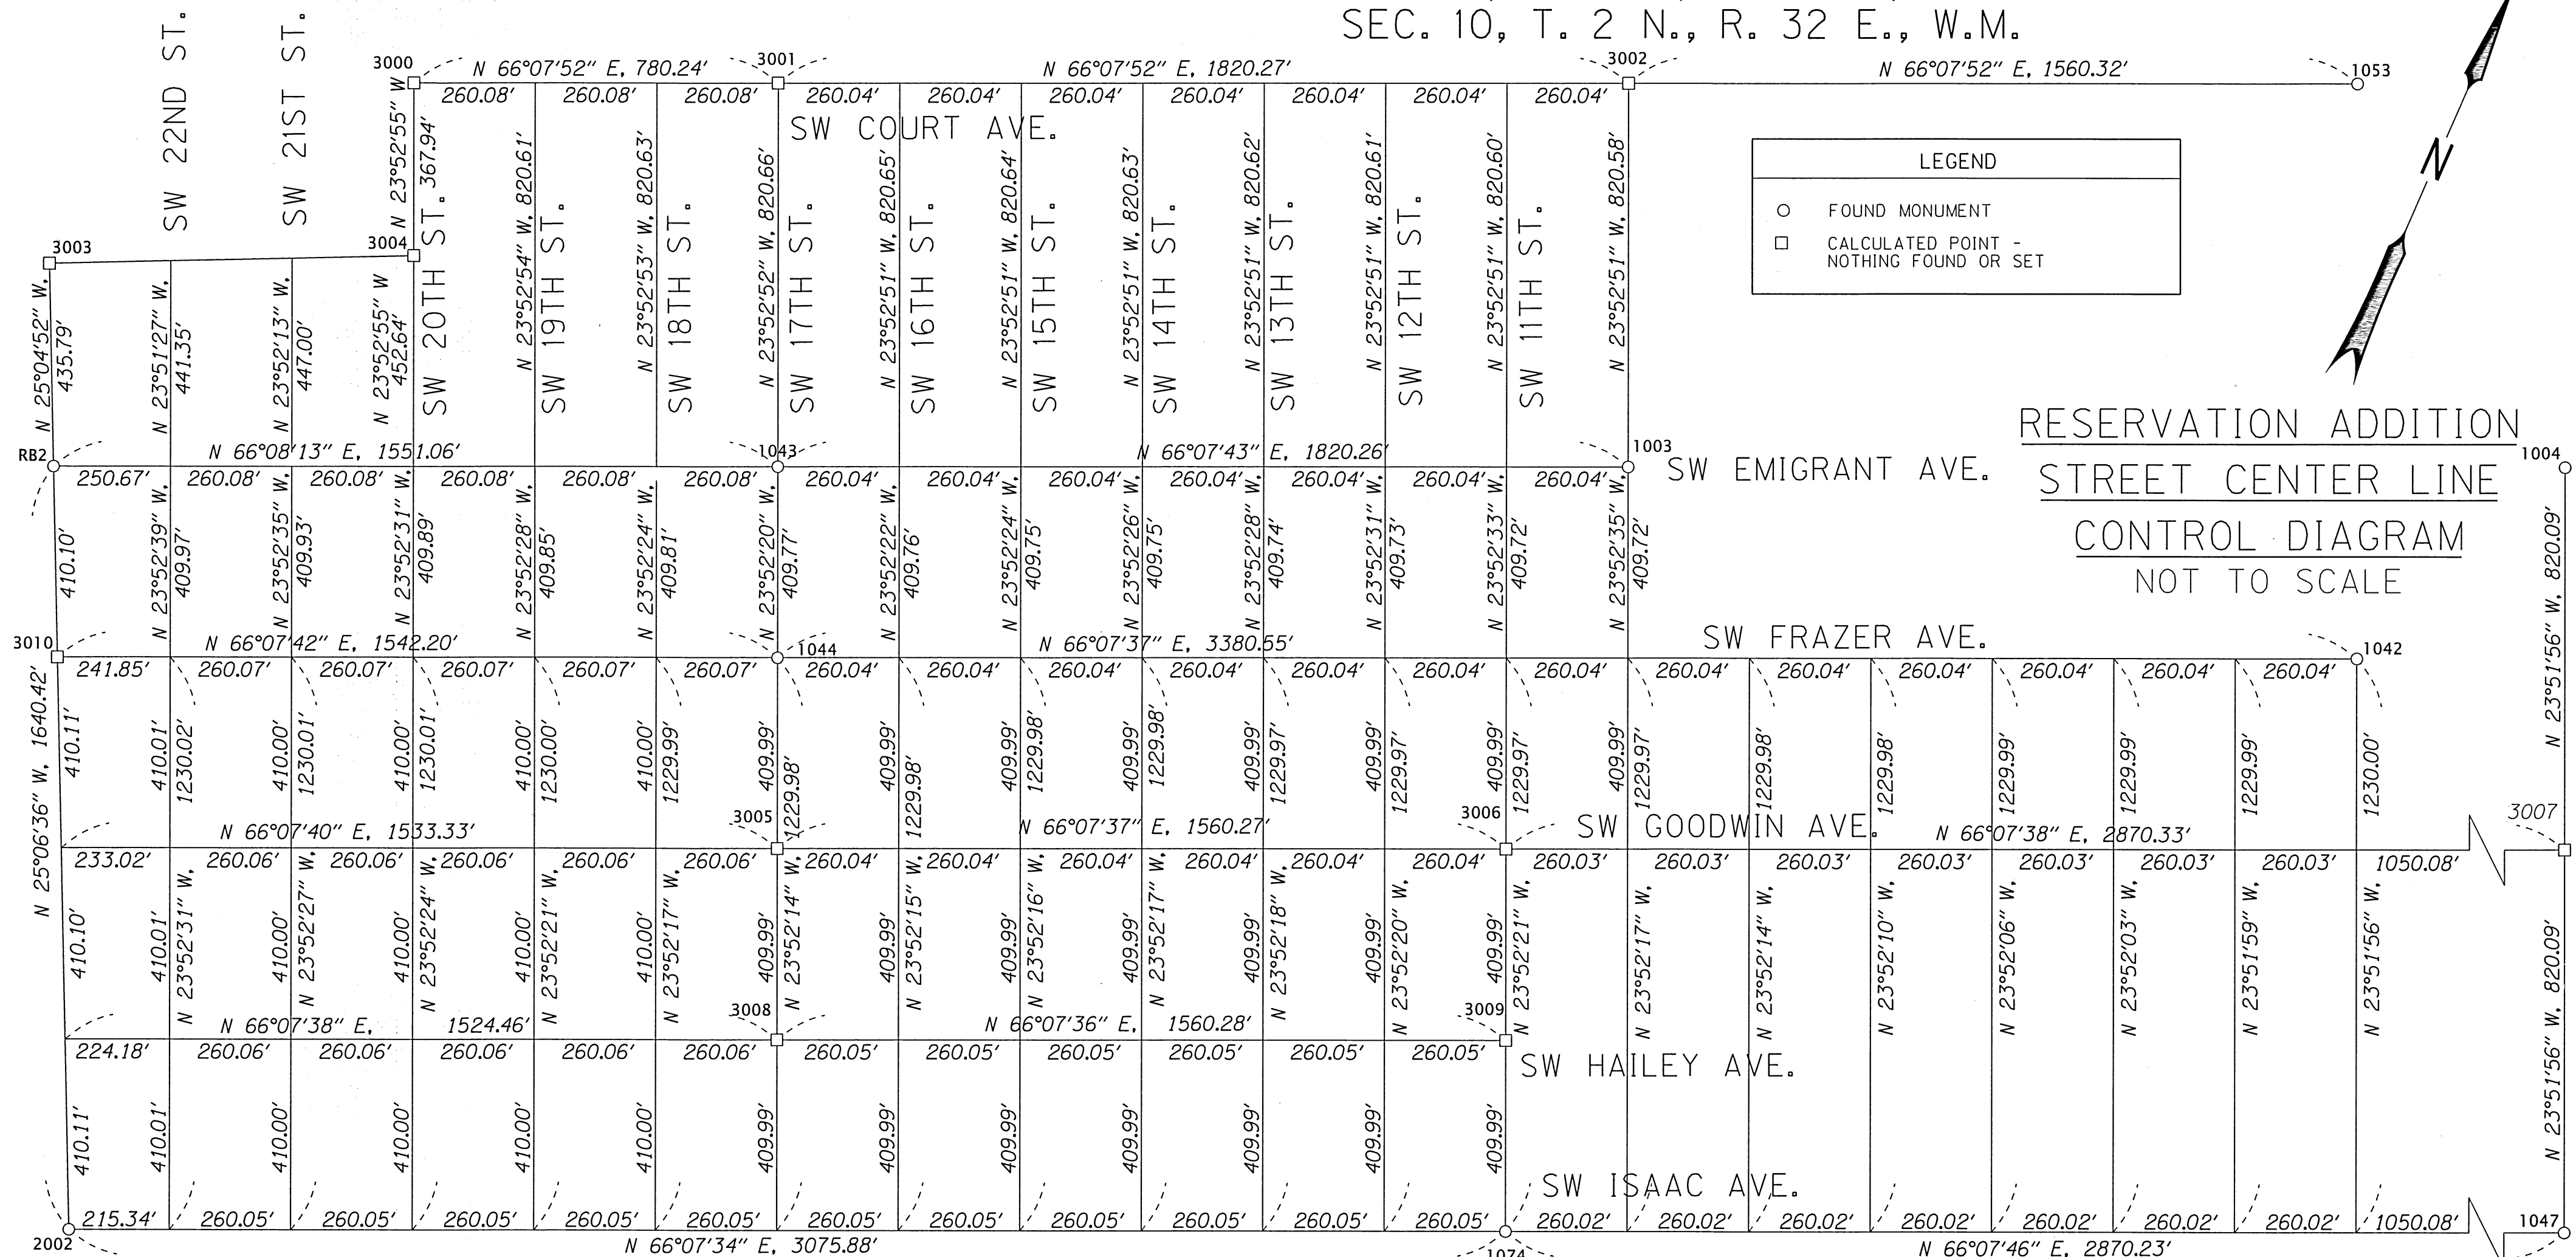 SEC. 10, T. 2 N., R. 32 E., W.M.
SW 22ND ST.
SW 21ST ST.
3000
N 66°07'52" E, 780.24'
3001
N 66°07'52" E, 1820.27'
3002
N 66°07'52" E, 1560.32'
1053
260.08' 260.08' 260.08' 260.04' 260.04' 260.04' 260.04' 260.04' 260.04' 260.04'
SW COURT AVE.
N 23°52'55" W
367.94'
N 23°52'54" W, 820.61'
N 23°52'53" W, 820.63'
N 23°52'52" W, 820.66'
N 23°52'51" W, 820.65'
N 23°52'51" W, 820.64'
N 23°52'51" W, 820.63'
N 23°52'51" W, 820.62'
N 23°52'51" W, 820.61'
N 23°52'51" W, 820.60'
N 23°52'51" W, 820.58'
SW 20TH ST.
SW 19TH ST.
SW 18TH ST.
SW 17TH ST.
SW 16TH ST.
SW 15TH ST.
SW 14TH ST.
SW 13TH ST.
SW 12TH ST.
SW 11TH ST.
LEGEND
FOUND MONUMENT
CALCULATED POINT -
NOTHING FOUND OR SET
N
3003
3004
N 25°04'52" W,
435.79'
N 23°51'27" W,
441.35'
N 23°52'13" W,
447.00'
N 23°52'55" W
452.64'
RESERVATION ADDITION
STREET CENTER LINE
CONTROL DIAGRAM
NOT TO SCALE
RB2
N 66°08'13" E, 1551.06'
1043
N 66°07'43" E, 1820.26'
1003
SW EMIGRANT AVE.
1004
250.67' 260.08' 260.08' 260.08' 260.08' 260.08' 260.04' 260.04' 260.04' 260.04' 260.04' 260.04' 260.04'
410.10'
N 23°52'39" W,
409.97'
N 23°52'35" W,
409.93'
N 23°52'31" W,
409.89'
N 23°52'28" W,
409.85'
N 23°52'24" W,
409.81'
N 23°52'20" W,
409.77'
N 23°52'22" W,
409.76'
N 23°52'24" W,
409.75'
N 23°52'26" W,
409.75'
N 23°52'28" W,
409.74'
N 23°52'31" W,
409.73'
N 23°52'33" W,
409.72'
N 23°52'35" W,
409.72'
N 23°51'56" W, 820.09'
3010
N 66°07'42" E, 1542.20'
1044
N 66°07'37" E, 3380.55'
SW FRAZER AVE.
1042
241.85' 260.07' 260.07' 260.07' 260.07' 260.07' 260.04' 260.04' 260.04' 260.04' 260.04' 260.04' 260.04' 260.04' 260.04' 260.04' 260.04' 260.04' 260.04'
N 25°06'36" W, 1640.42'
410.11'
410.01'
1230.02'
410.00'
1230.01'
410.00'
1230.01'
410.00'
1230.00'
410.00'
1229.99'
409.99'
1229.98'
409.99'
1229.98'
409.99'
1229.98'
409.99'
1229.98'
409.99'
1229.97'
409.99'
1229.97'
409.99'
1229.97'
409.99'
1229.97'
1229.98'
1229.98'
1229.99'
1229.99'
1229.99'
1230.00'
N 66°07'40" E, 1533.33'
3005
N 66°07'37" E, 1560.27'
3006
SW GOODWIN AVE.
N 66°07'38" E, 2870.33'
3007
233.02' 260.06' 260.06' 260.06' 260.06' 260.06' 260.04' 260.04' 260.04' 260.04' 260.04' 260.04' 260.03' 260.03' 260.03' 260.03' 260.03' 260.03' 260.03' 1050.08'
410.10'
410.01'
N 23°52'31" W,
410.00'
N 23°52'27" W,
410.00'
N 23°52'24" W,
410.00'
N 23°52'21" W,
410.00'
N 23°52'17" W,
409.99'
N 23°52'14" W,
409.99'
N 23°52'15" W,
409.99'
N 23°52'16" W,
409.99'
N 23°52'17" W,
409.99'
N 23°52'18" W,
409.99'
N 23°52'20" W,
409.99'
N 23°52'21" W,
N 23°52'17" W,
N 23°52'14" W,
N 23°52'10" W,
N 23°52'06" W,
N 23°52'03" W,
N 23°51'59" W,
N 23°51'56" W,
N 23°51'56" W, 820.09'
N 66°07'38" E, 1524.46'
3008
N 66°07'36" E, 1560.28'
3009
224.18' 260.06' 260.06' 260.06' 260.06' 260.06' 260.05' 260.05' 260.05' 260.05' 260.05' 260.05'
SW HAILEY AVE.
410.11'
410.01'
410.00'
410.00'
410.00'
410.00'
409.99'
409.99'
409.99'
409.99'
409.99'
409.99'
409.99'
SW ISAAC AVE.
215.34' 260.05' 260.05' 260.05' 260.05' 260.05' 260.05' 260.05' 260.05' 260.05' 260.05' 260.05' 260.02' 260.02' 260.02' 260.02' 260.02' 260.02' 260.02' 1050.08'
1047
2002
N 66°07'34" E, 3075.88'
1074
N 66°07'46" E, 2870.23'